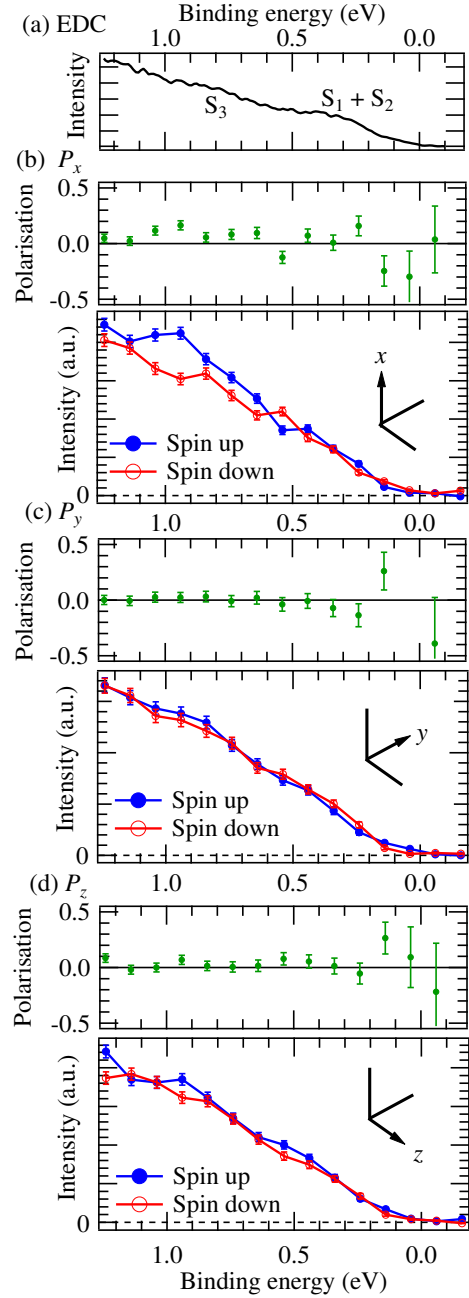 Binding energy (eV)
(a) EDC
1.0 0.5 0.0
Intensity
S3 S1 + S2
(b) Px
Polarisation
0.5
0.0
-0.5
Intensity (a.u.)
x
Spin up
Spin down
0
1.0 0.5 0.0
(c) Py
Polarisation
0.5
0.0
-0.5
Intensity (a.u.)
y
Spin up
Spin down
0
1.0 0.5 0.0
(d) Pz
Polarisation
0.5
0.0
-0.5
Intensity (a.u.)
z
Spin up
Spin down
0
1.0 0.5 0.0
Binding energy (eV)